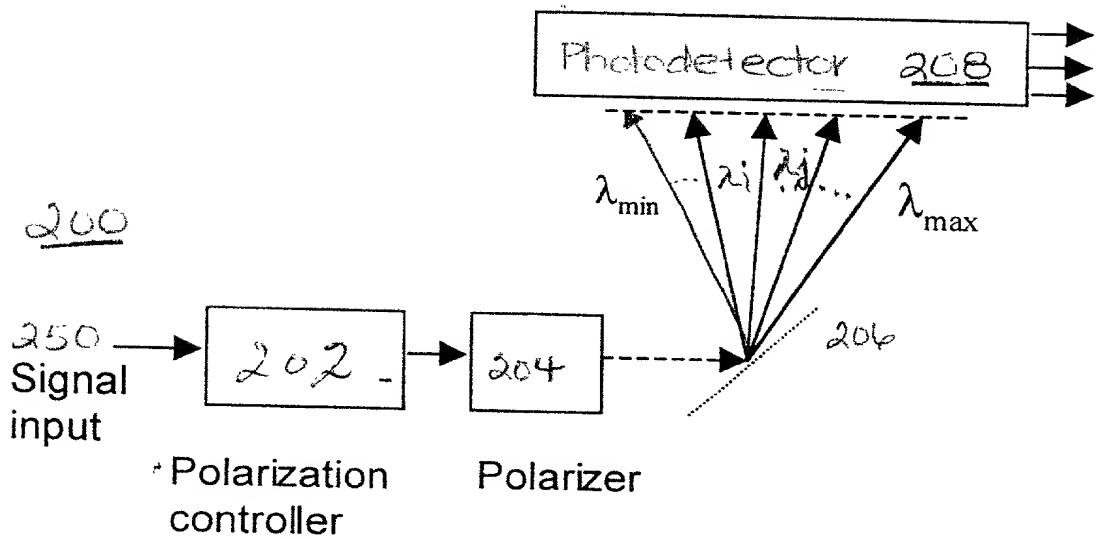 Photodetector 208
λi λj
λmin λmax
200
206
250
202
204
Signal
input
Polarization
controller
Polarizer